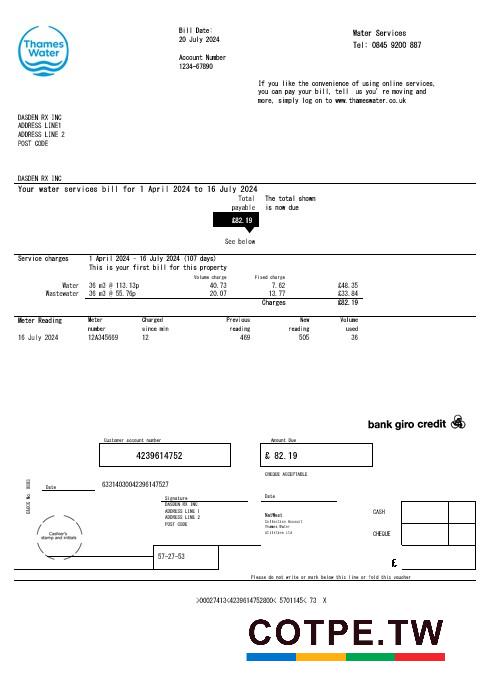 Thames
Water
Bill Date:
20 July 2024
Account Number
1234-67890
Water Services
Tel: 0845 9200 887
If you like the convenience of using online services,
you can pay your bill, tell us you're moving and
more, simply log on to www.thameswater.co.uk
DASDEN RX INC
ADDRESS LINE1
ADDRESS LINE 2
POST CODE
DASDEN RX INC
Your water services bill for 1 April 2024 to 16 July 2024
Total payable The total shown is now due
£82.19
See below
Service charges 1 April 2024 - 16 July 2024 (107 days)
This is your first bill for this property
Volume charge Fixed charge
Water 36 m3 @ 113.13p 40.73 7.62 £48.35
Wastewater 36 m3 @ 55.76p 20.07 13.77 £33.84
Charges £82.19
Meter Reading Meter number Charged since min Previous reading New reading Volume used
16 July 2024 12A345669 12 469 505 36
bank giro credit
Customer account number Amount Due
4239614752 £ 82.19
CHEQUE ACCEPTABLE
Date 63314030042396147527
Signature
DASDEN RX INC
ADDRESS LINE 1
ADDRESS LINE 2
POST CODE
Date
NatWest
Collection Account
Thames Water
Utilities Ltd
CASH
CHEQUE
£
Cashier's
stamp and initials
57-27-53
Please do not write or mark below this line or fold this voucher
>00027413<4239614752800< 5701145< 73 X
COTPE.TW